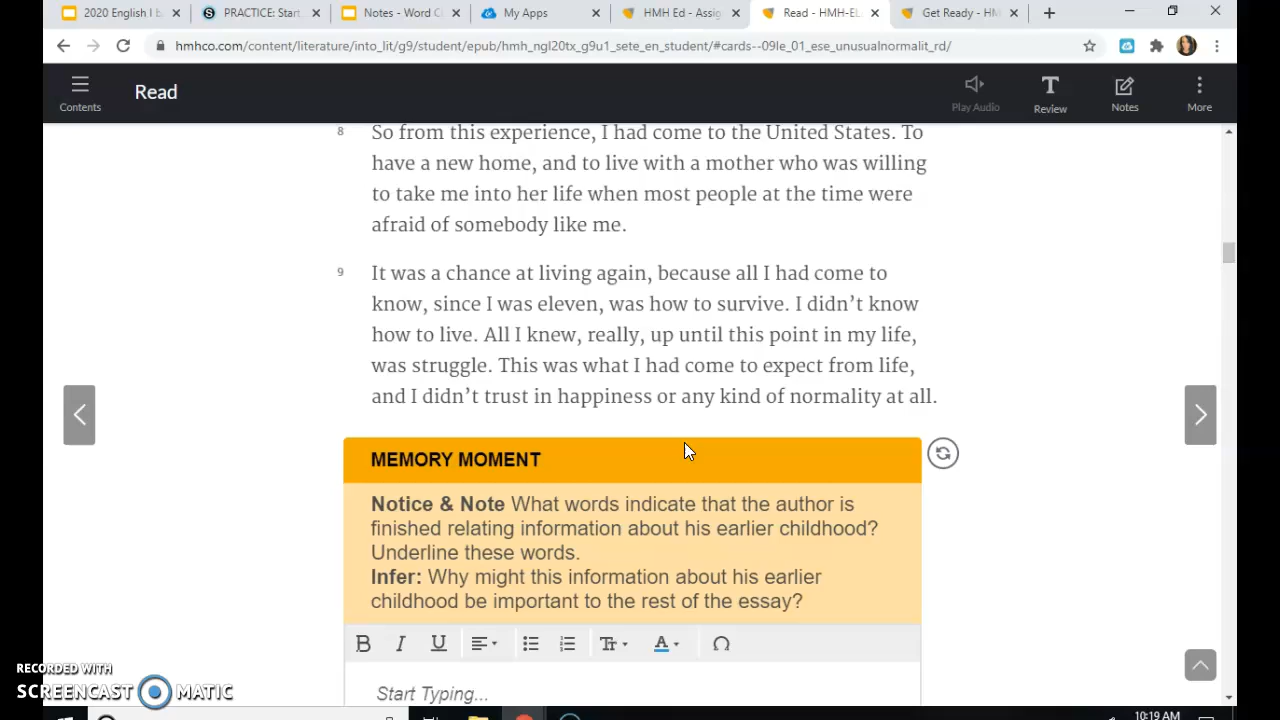 2020 English I b
PRACTICE: Start
Notes - Word C
My Apps
HMH Ed - Assig
Read - HMH-EL
Get Ready - HM
hmhco.com/content/literature/into_lit/g9/student/epub/hmh_ngl20tx_g9u1_sete_en_student/#cards--09le_01_ese_unusualnormalit_rd/
Contents
Read
Play Audio
Review
Notes
More
8 So from this experience, I had come to the United States. To
have a new home, and to live with a mother who was willing
to take me into her life when most people at the time were
afraid of somebody like me.
9 It was a chance at living again, because all I had come to
know, since I was eleven, was how to survive. I didn’t know
how to live. All I knew, really, up until this point in my life,
was struggle. This was what I had come to expect from life,
and I didn’t trust in happiness or any kind of normality at all.
MEMORY MOMENT
Notice & Note What words indicate that the author is
finished relating information about his earlier childhood?
Underline these words.
Infer: Why might this information about his earlier
childhood be important to the rest of the essay?
B I U Tт A Ω
Start Typing...
RECORDED WITH
SCREENCAST MATIC
10:19 AM